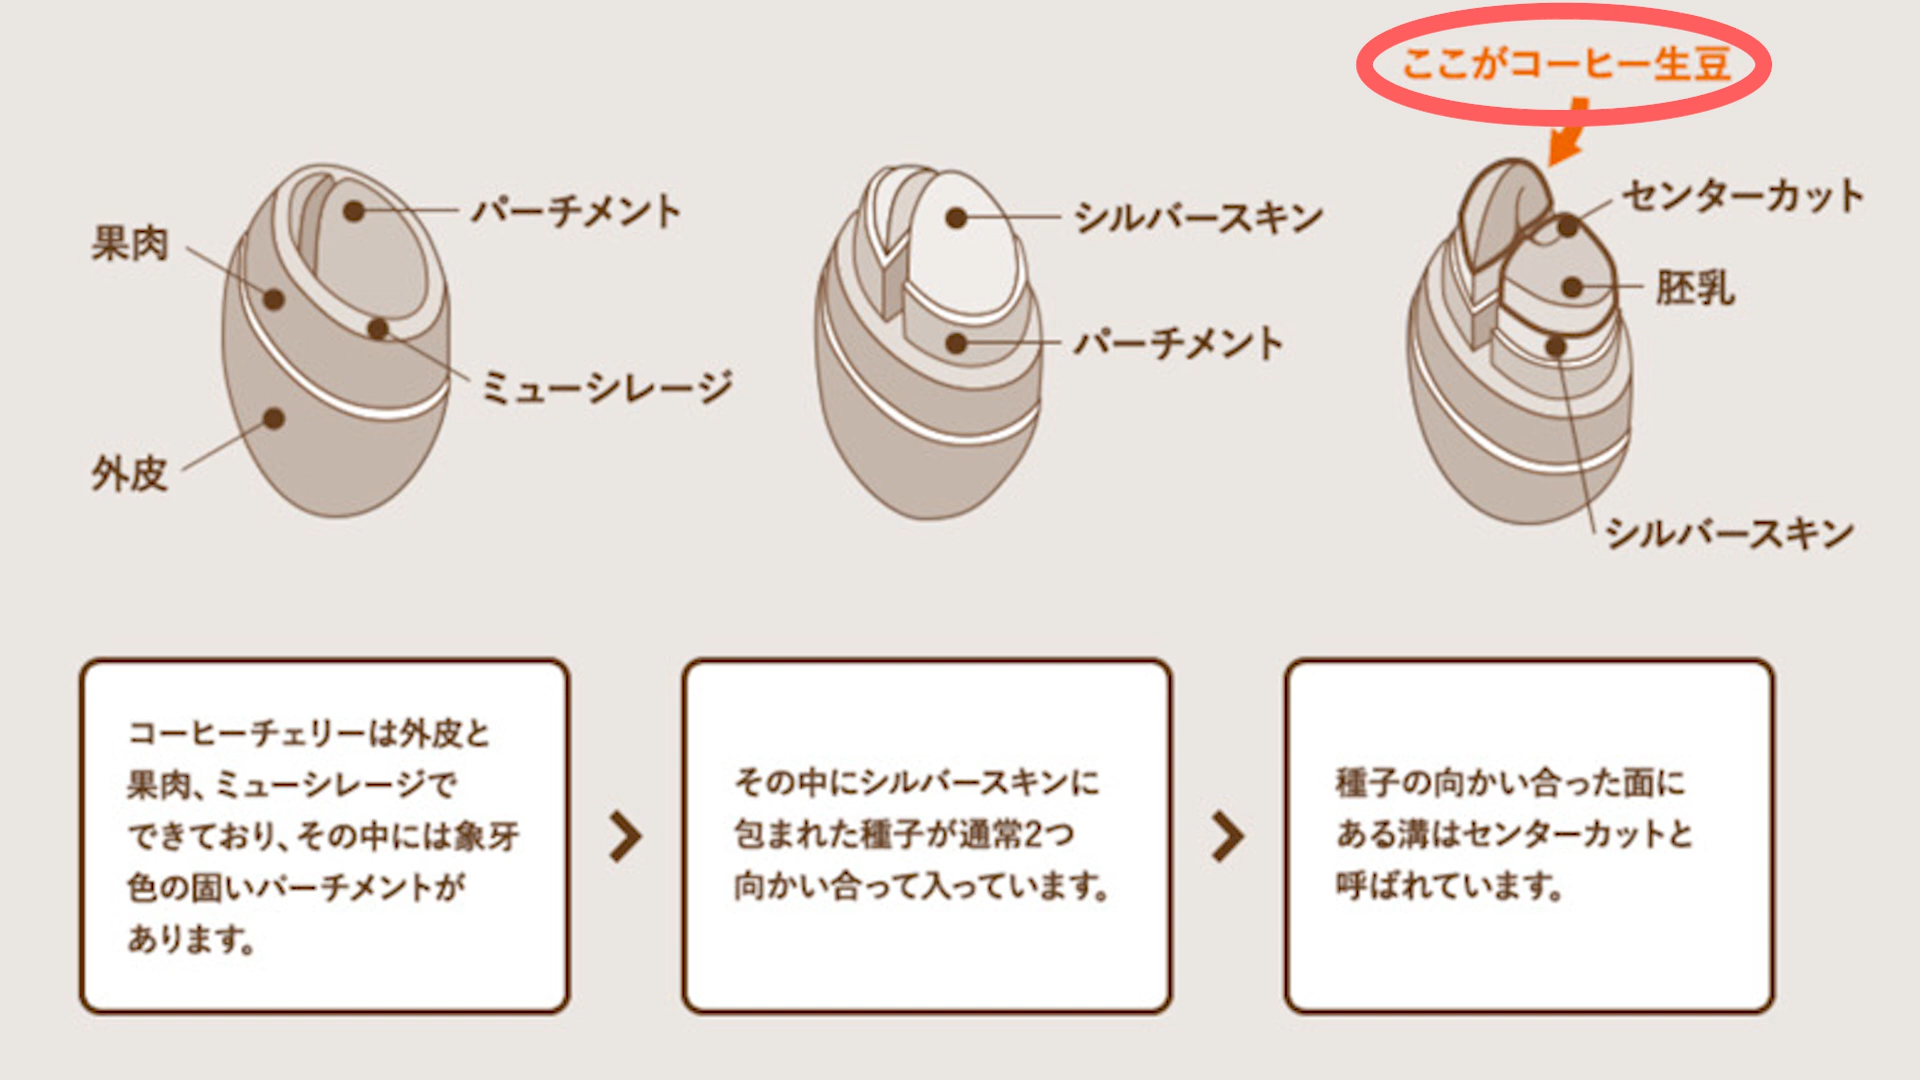 ここがコーヒー生豆
果肉
外皮
パーチメント
ミューシレージ
シルバースキン
パーチメント
センターカット
胚乳
シルバースキン
コーヒーチェリーは外皮と
果肉、ミューシレージで
できており、その中には象牙
色の固いパーチメントが
あります。
その中にシルバースキンに
包まれた種子が通常2つ
向かい合って入っています。
種子の向かい合った面に
ある溝はセンターカットと
呼ばれています。